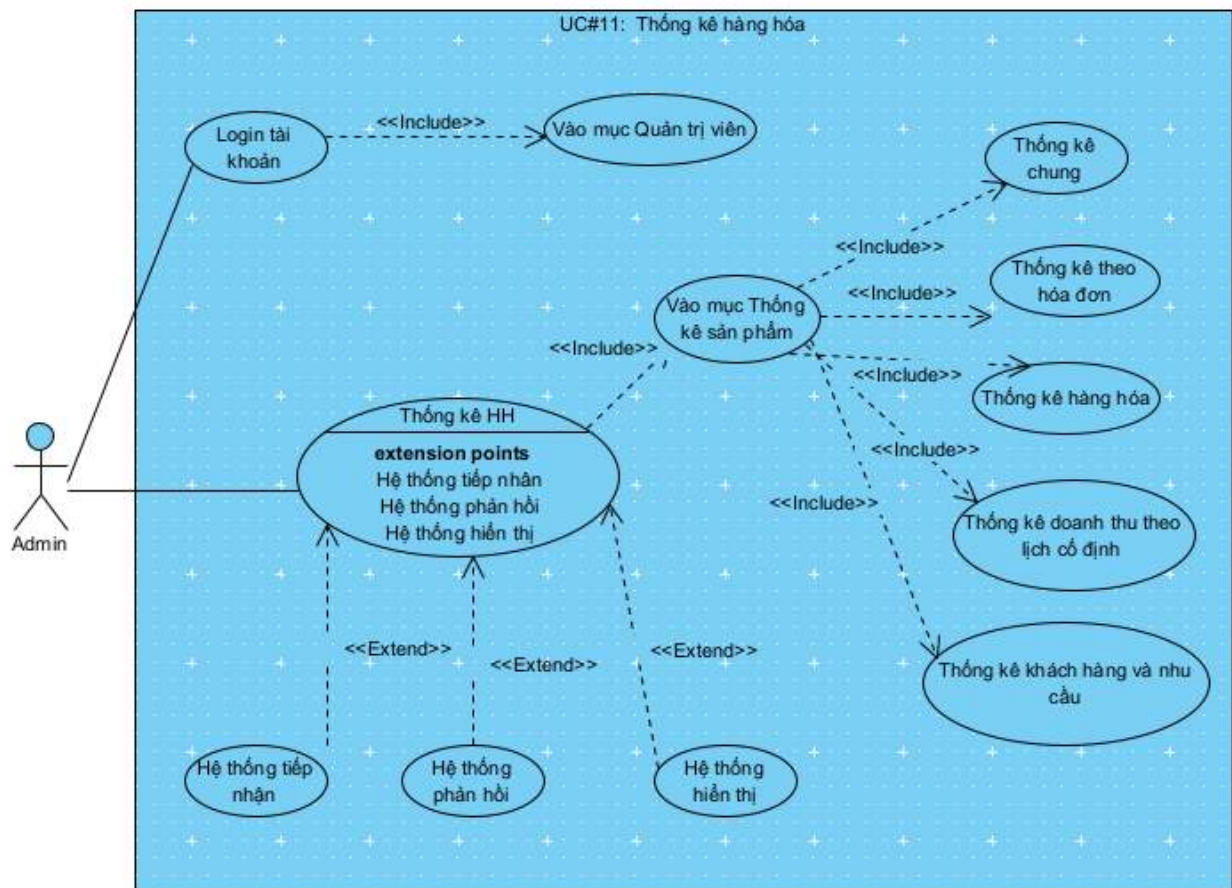 UC#11: Thống kê hàng hóa
Login tài
khoản
<<Include>>
Vào mục Quản trị viên
Thống kê
chung
<<Include>>
Thống kê theo
hóa đơn
<<Include>>
Vào mục Thống
kê sản phẩm
<<Include>>
<<Include>>
Thống kê hàng hóa
Thống kê HH
extension points
Hệ thống tiếp nhân
Hệ thống phản hồi
Hệ thống hiển thị
<<Include>>
<<Include>>
Thống kê doanh thu theo
lịch cố định
Admin
<<Extend>>
<<Extend>>
<<Extend>>
Thống kê khách hàng và nhu
cầu
Hệ thống tiếp
nhận
Hệ thống
phản hồi
Hệ thống
hiển thị